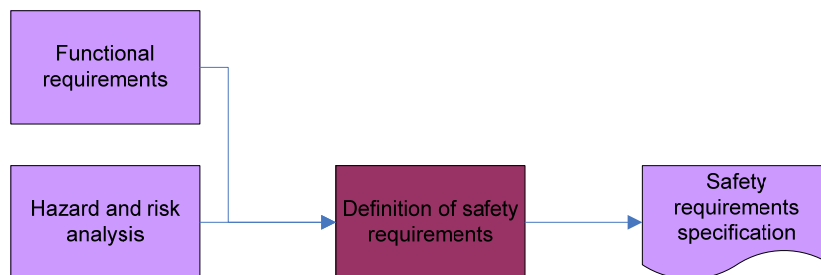 Functional
requirements
Hazard and risk
analysis
Definition of safety
requirements
Safety
requirements
specification